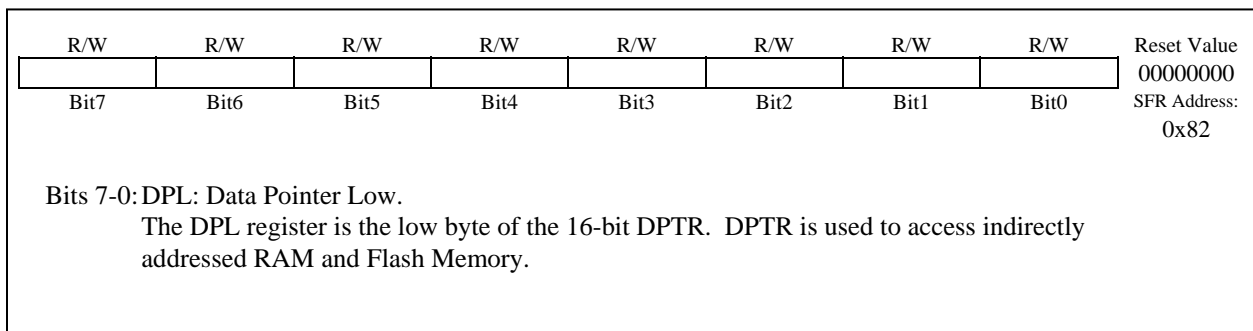 R/W R/W R/W R/W R/W R/W R/W R/W Reset Value
00000000
Bit7 Bit6 Bit5 Bit4 Bit3 Bit2 Bit1 Bit0 SFR Address:
0x82
Bits 7-0: DPL: Data Pointer Low.
The DPL register is the low byte of the 16-bit DPTR. DPTR is used to access indirectly
addressed RAM and Flash Memory.